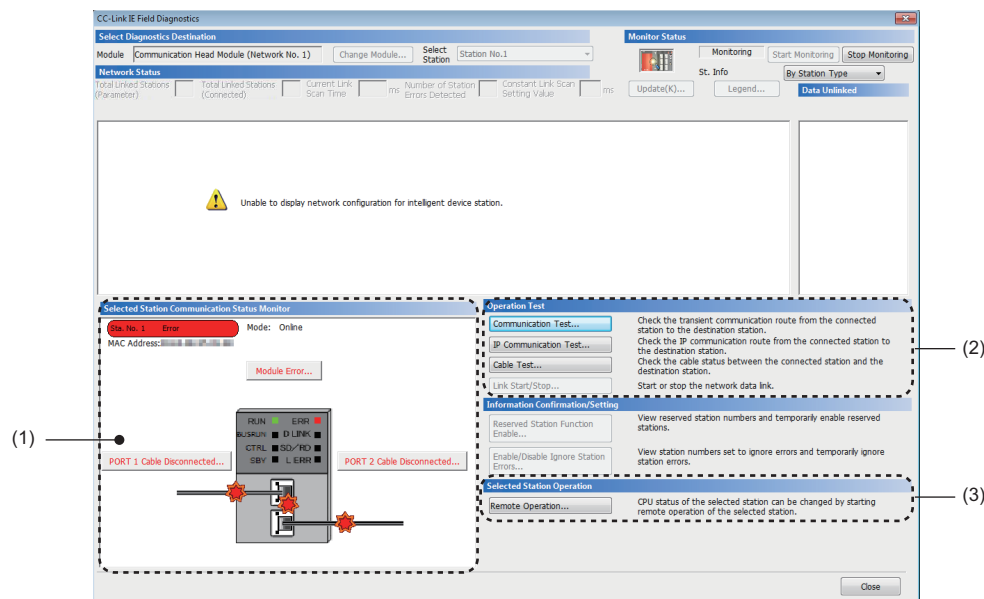 CC-Link IE Field Diagnostics
Select Diagnostics Destination
Monitor Status
Module Communication Head Module (Network No. 1) Change Module... Select Station Station No.1
Monitoring Start Monitoring Stop Monitoring
Network Status
St. Info By Station Type
Total Linked Stations (Parameter) Total Linked Stations (Connected) Current Link Scan Time ms Number of Station Errors Detected Constant Link Scan Setting Value ms
Update(K)... Legend... Data Unlinked
Unable to display network configuration for intelligent device station.
Selected Station Communication Status Monitor
Sta. No. 1 Error Mode: Online
MAC Address:
Module Error...
RUN ERR
BUSRUN D LINK
CTRL SD/RD
SBY L ERR
PORT 1 Cable Disconnected...
PORT 2 Cable Disconnected...
(1)
Operation Test
Communication Test... Check the transient communication route from the connected
station to the destination station.
IP Communication Test... Check the IP communication route from the connected station to
the destination station.
Cable Test... Check the cable status between the connected station and the
destination station.
Link Start/Stop... Start or stop the network data link.
(2)
Information Confirmation/Setting
Reserved Station Function
Enable...
View reserved station numbers and temporarily enable reserved
stations.
Enable/Disable Ignore Station
Errors...
View station numbers set to ignore errors and temporarily ignore
station errors.
Selected Station Operation
Remote Operation... CPU status of the selected station can be changed by starting
remote operation of the selected station.
(3)
Close